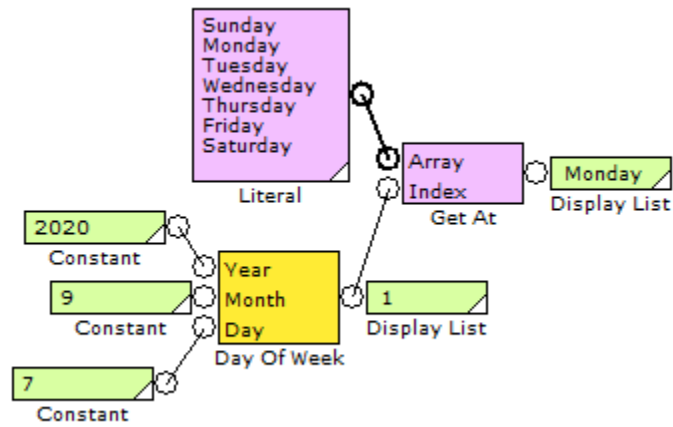 Sunday
Monday
Tuesday
Wednesday
Thursday
Friday
Saturday
Literal
Array
Index
Get At
Monday
Display List
2020
Constant
9
Constant
7
Constant
Year
Month
Day
Day Of Week
1
Display List